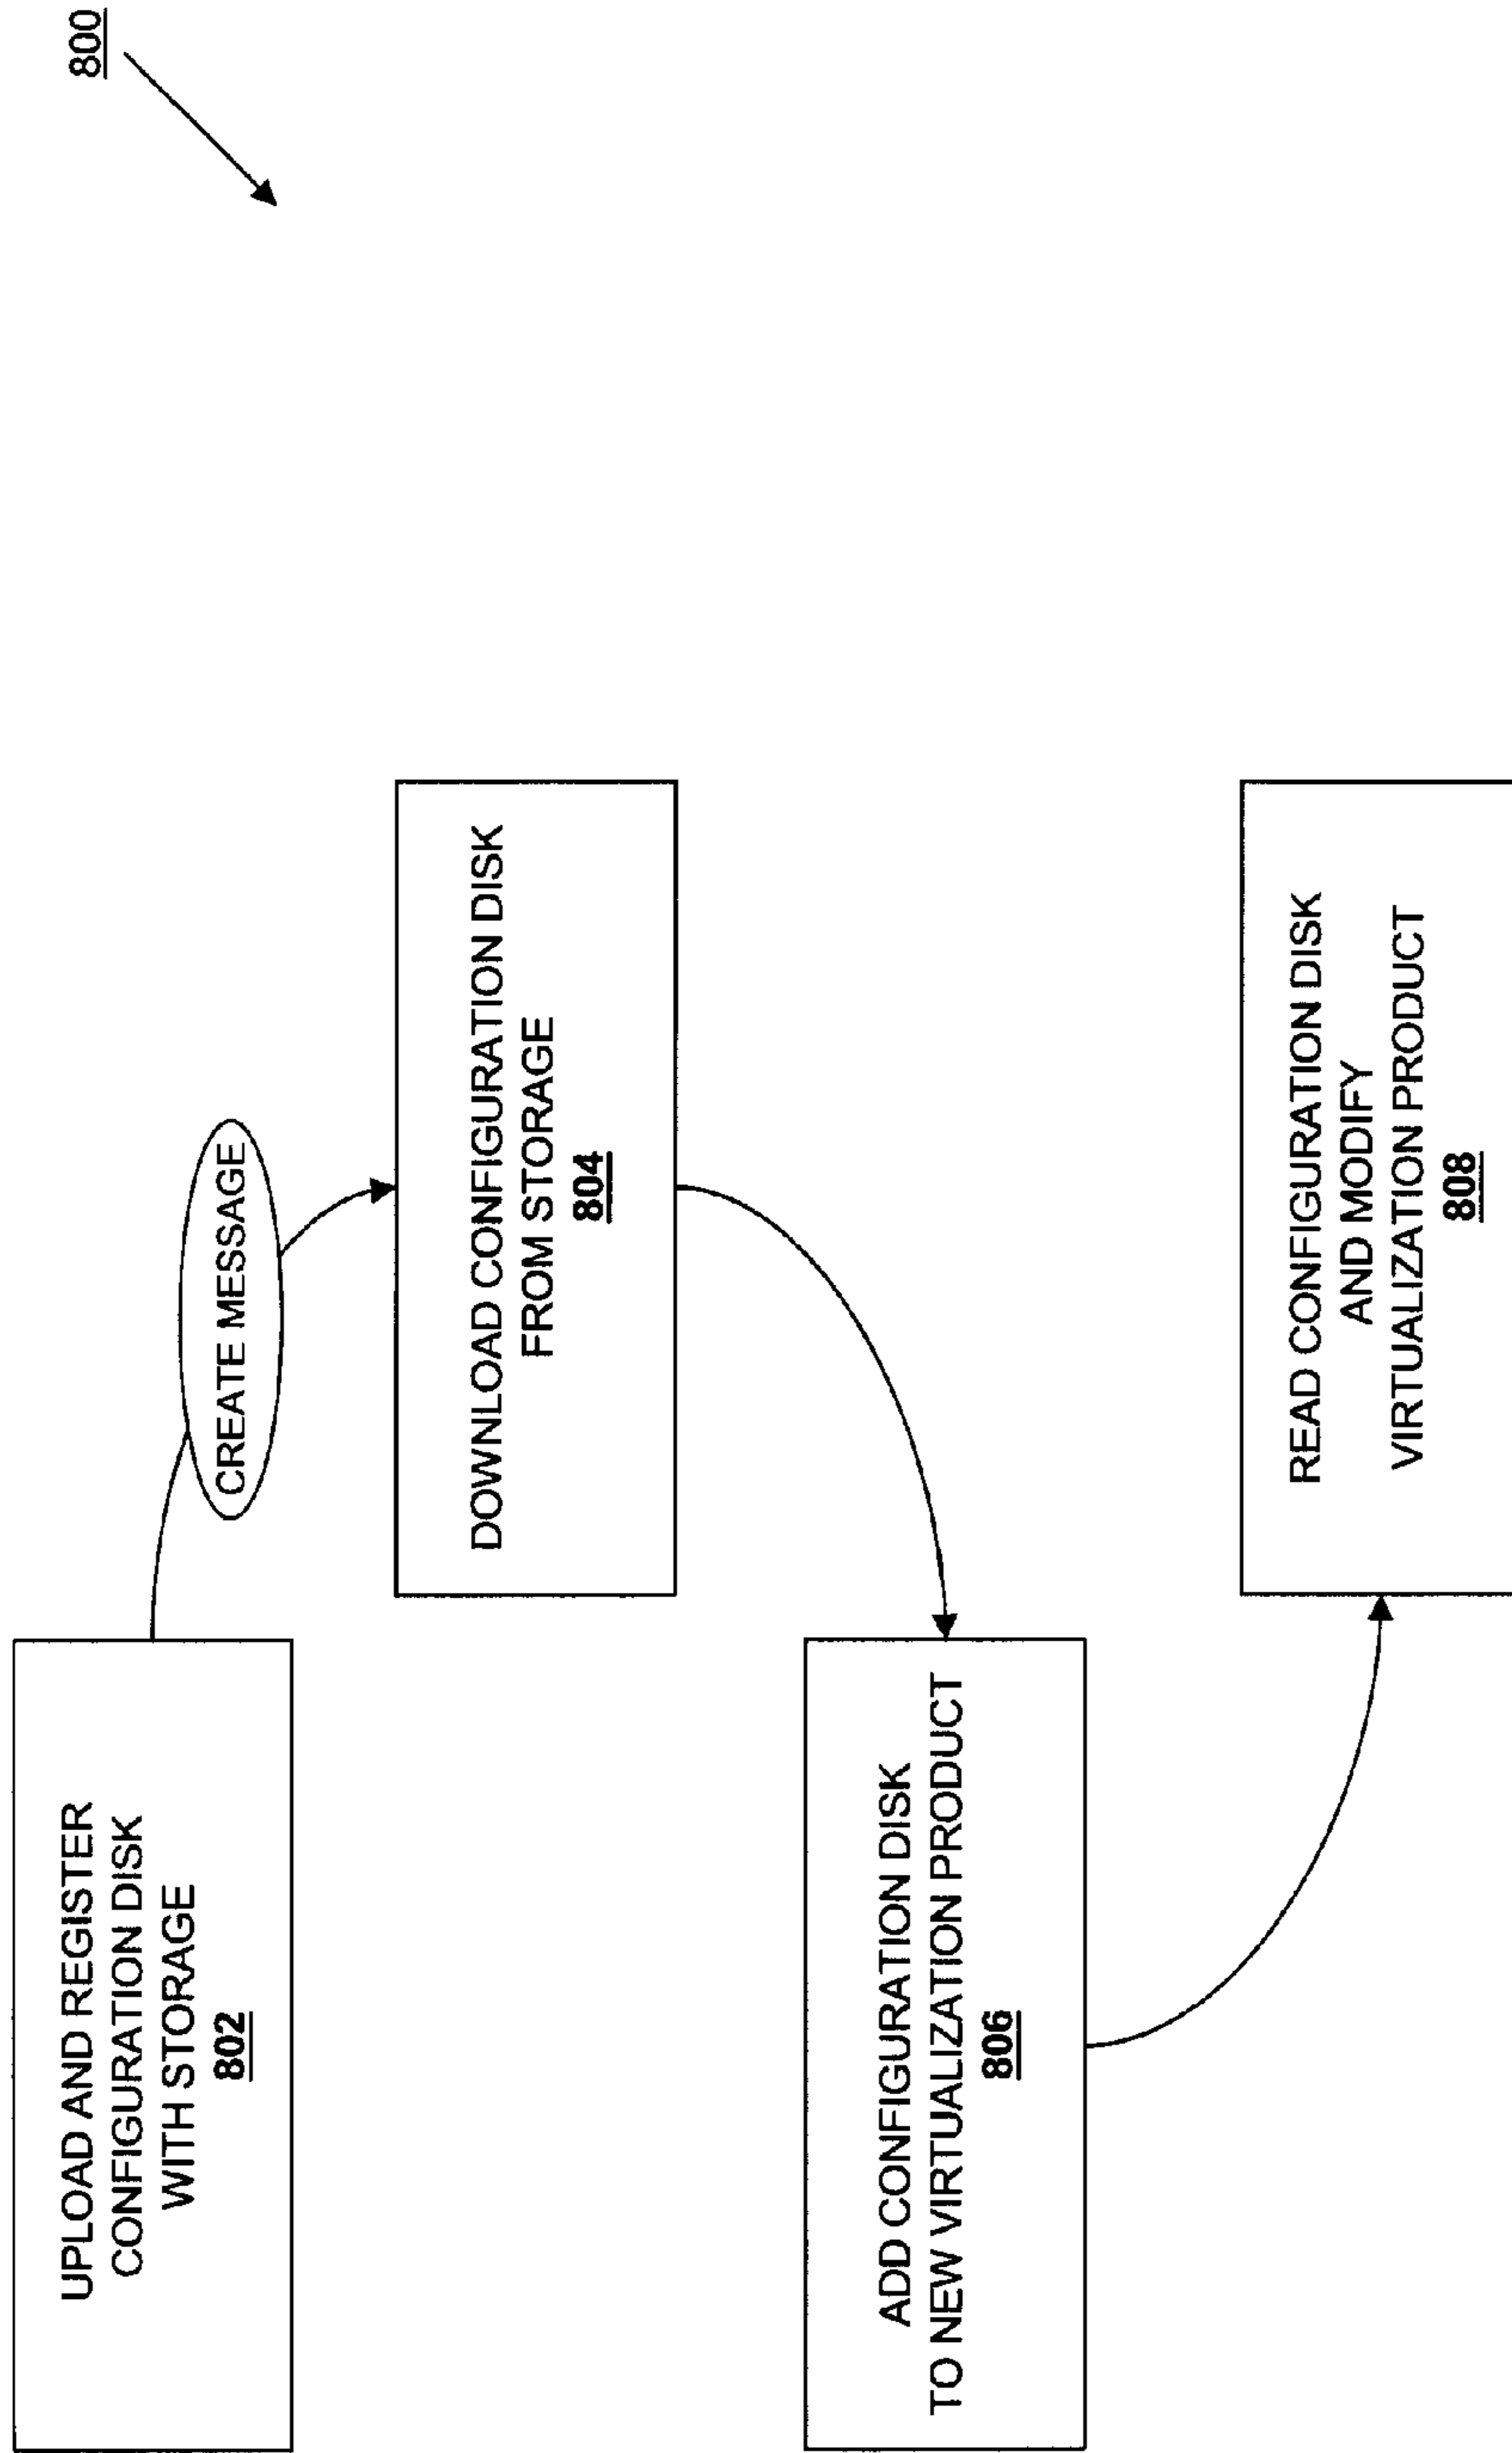 800
UPLOAD AND REGISTER
CONFIGURATION DISK
WITH STORAGE
802
CREATE MESSAGE
DOWNLOAD CONFIGURATION DISK
FROM STORAGE
804
ADD CONFIGURATION DISK
TO NEW VIRTUALIZATION PRODUCT
806
READ CONFIGURATION DISK
AND MODIFY
VIRTUALIZATION PRODUCT
808